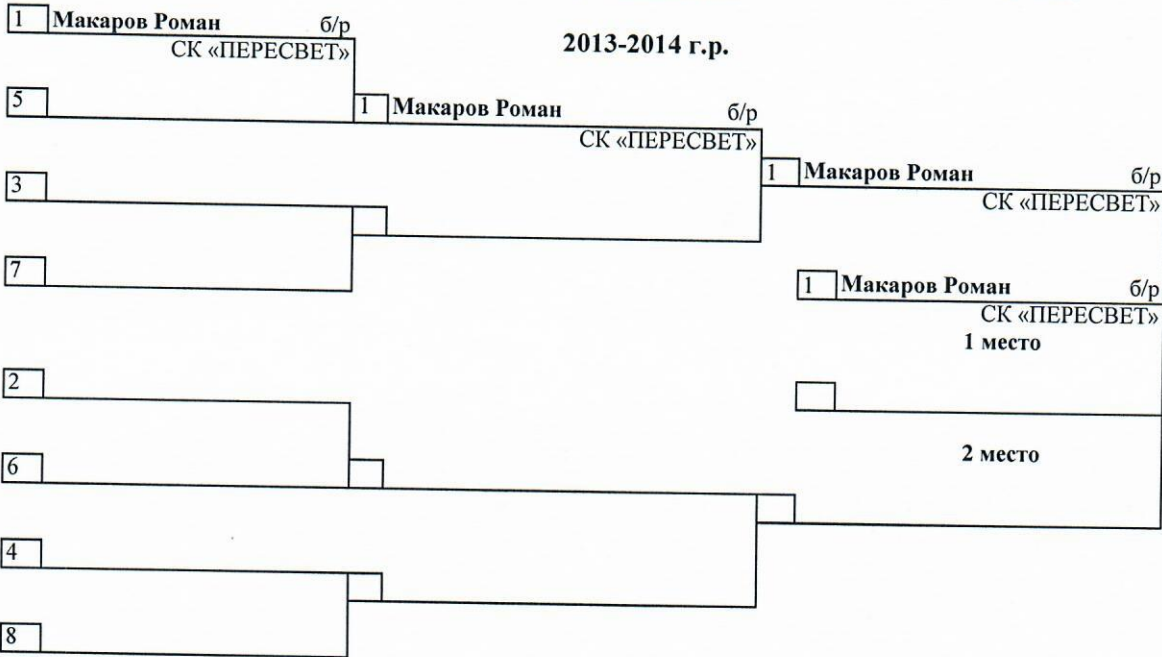 2013-2014 г.р.
1 Макаров Роман б/р
СК «ПЕРЕСВЕТ»
5
1 Макаров Роман б/р
СК «ПЕРЕСВЕТ»
3
1 Макаров Роман б/р
СК «ПЕРЕСВЕТ»
7
1 Макаров Роман б/р
СК «ПЕРЕСВЕТ»
1 место
2
2 место
6
4
8